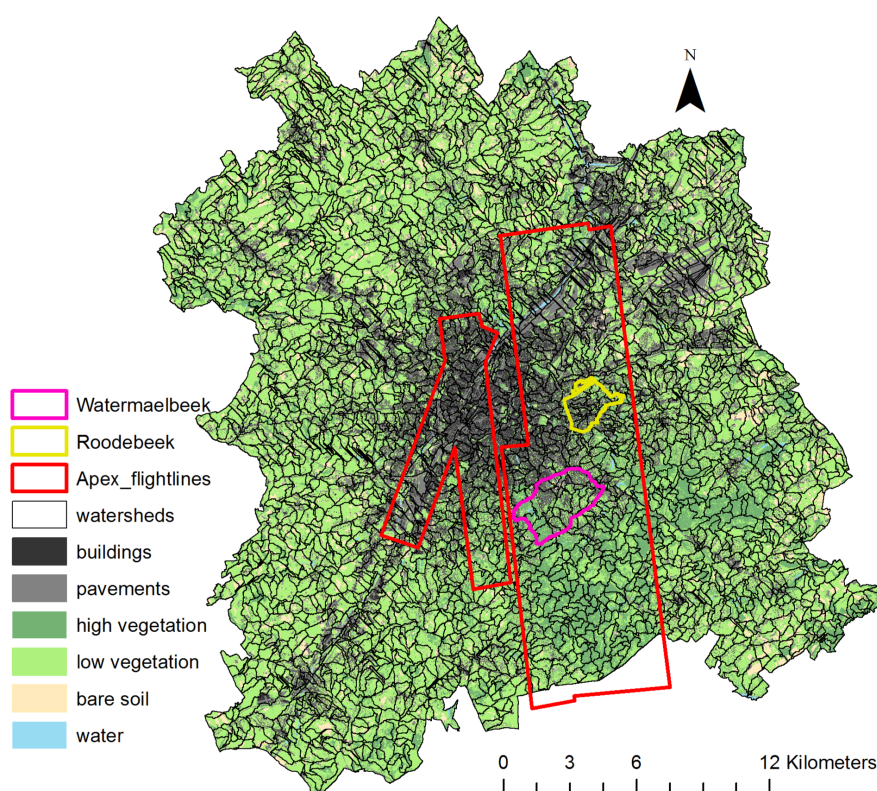 N
Watermaelbeek
Roodebeek
Apex_flightlines
watersheds
buildings
pavements
high vegetation
low vegetation
bare soil
water
0 3 6 12 Kilometers